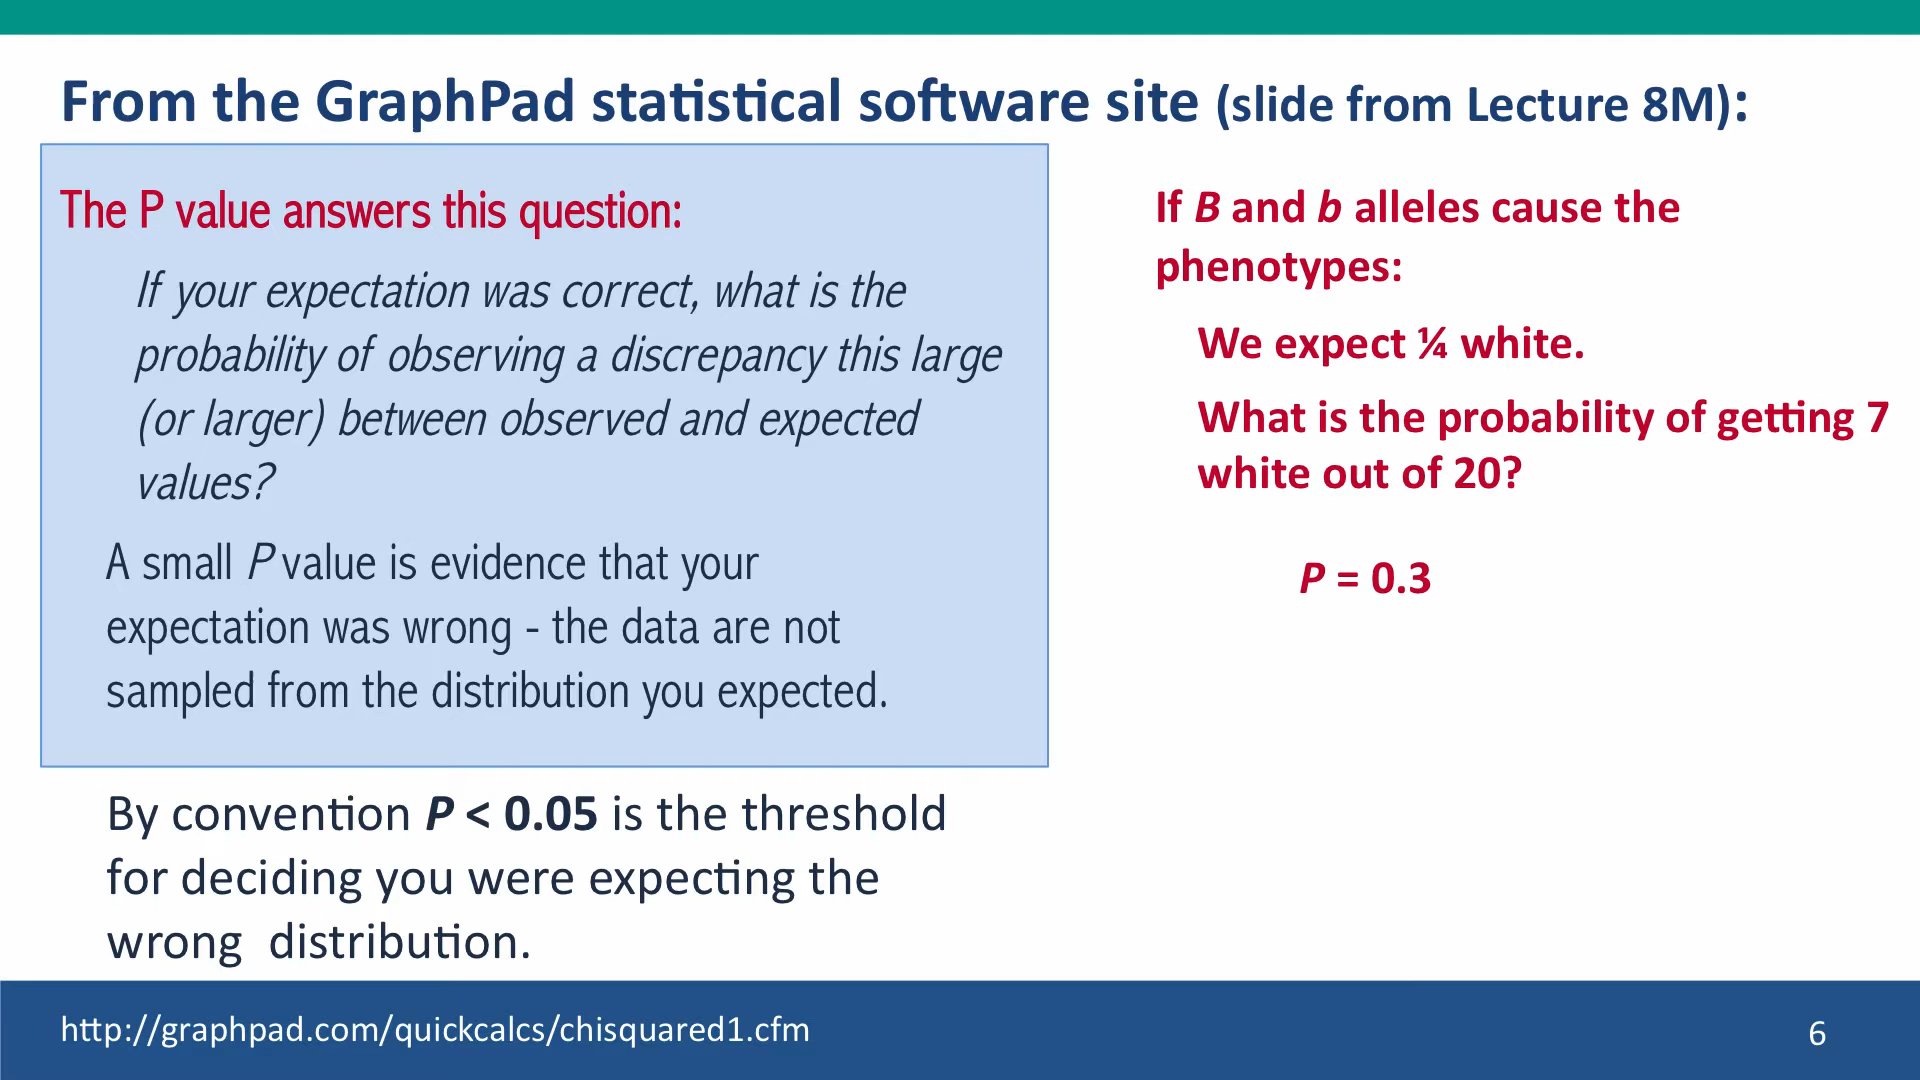 From the GraphPad statistical software site (slide from Lecture 8M):
The P value answers this question:
If your expectation was correct, what is the
probability of observing a discrepancy this large
(or larger) between observed and expected
values?
A small P value is evidence that your
expectation was wrong - the data are not
sampled from the distribution you expected.
By convention P < 0.05 is the threshold
for deciding you were expecting the
wrong distribution.
If B and b alleles cause the
phenotypes:
We expect ¼ white.
What is the probability of getting 7
white out of 20?
P = 0.3
http://graphpad.com/quickcalcs/chisquared1.cfm
6